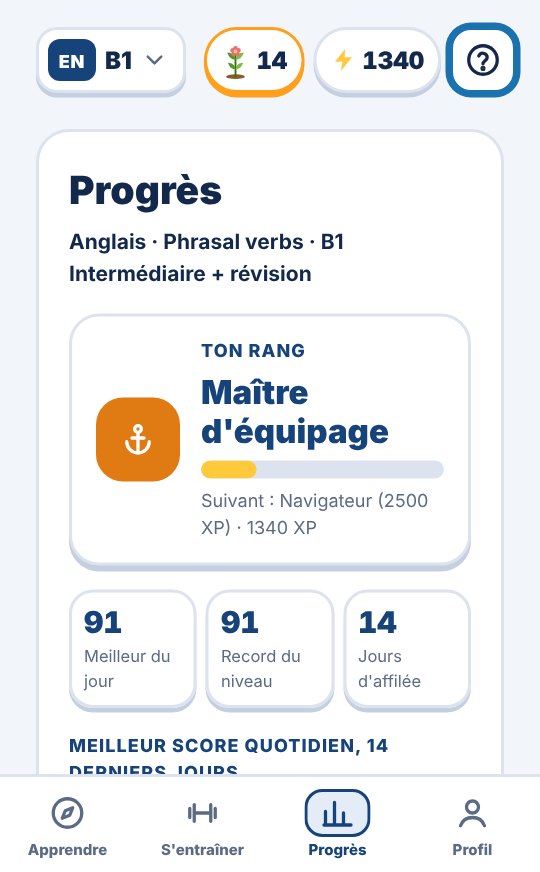 EN B1 14 1340
Progrès
Anglais · Phrasal verbs · B1
Intermédiaire + révision
TON RANG
Maître
d'équipage
Suivant : Navigateur (2500
XP) · 1340 XP
91 91 14
Meilleur du Record du Jours
jour niveau d'affilée
MEILLEUR SCORE QUOTIDIEN, 14
DERNIERS JOURS
Apprendre S'entraîner Progrès Profil